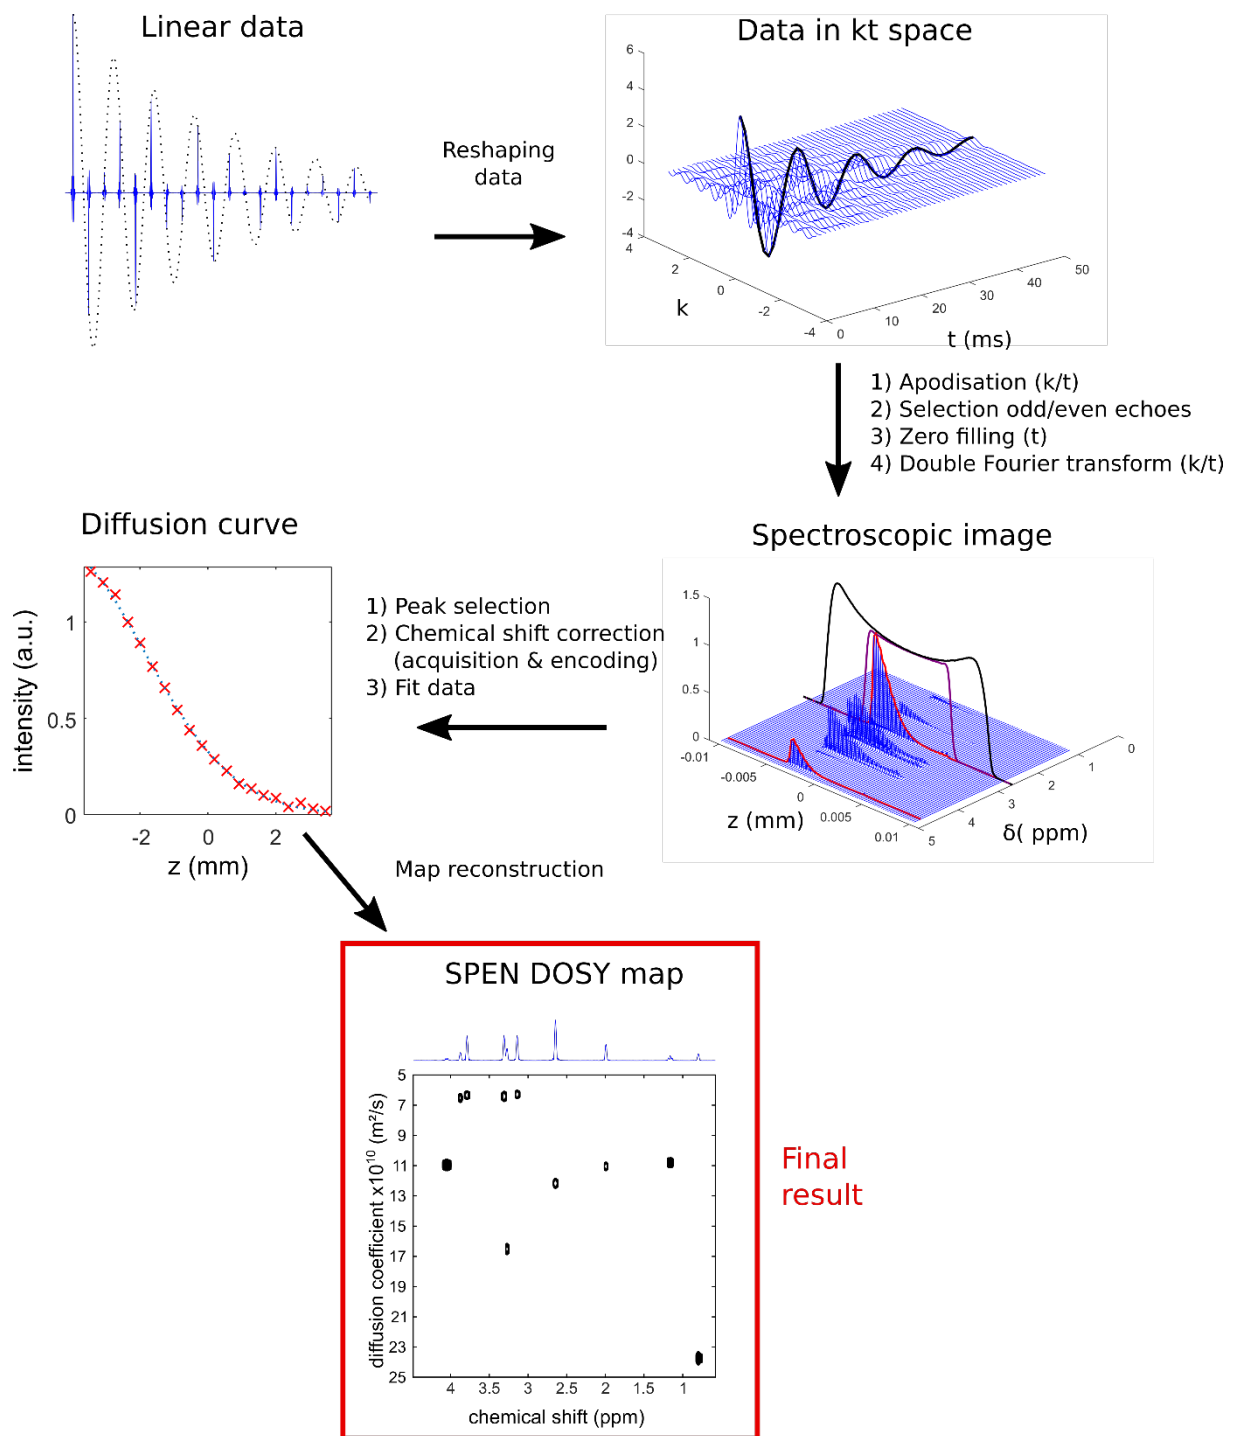 Linear data
Data in kt space
6
4
2
0
-2
-4
4
2
0
-2
-4
k
0
10
20
30
40
50
t (ms)
Reshaping
data
1) Apodisation (k/t)
2) Selection odd/even echoes
3) Zero filling (t)
4) Double Fourier transform (k/t)
Spectroscopic image
1.5
1
0.5
0
-0.01
-0.005
0
0.005
0.01
z (mm)
5
4
3
2
1
0
δ( ppm)
1) Peak selection
2) Chemical shift correction
(acquisition & encoding)
3) Fit data
Diffusion curve
intensity (a.u.)
1
0.5
0
-2
0
2
z (mm)
Map reconstruction
SPEN DOSY map
diffusion coefficient x10¹⁰ (m²/s)
5
7
9
11
13
15
17
19
21
23
25
4
3.5
3
2.5
2
1.5
1
chemical shift (ppm)
Final
result